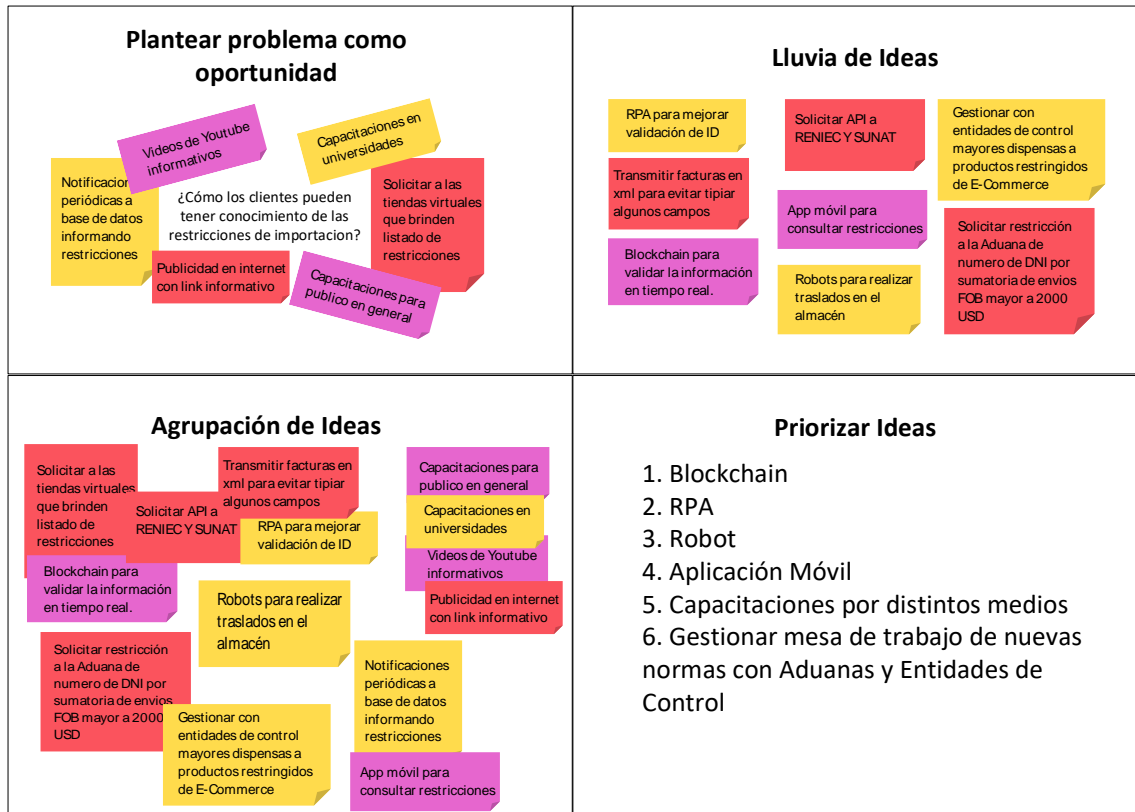 Plantear problema como
oportunidad
Videos de Youtube
informativos
Capacitaciones en
universidades
Notificacion
periódicas a
base de datos
informando
restricciones
¿Cómo los clientes pueden
tener conocimiento de las
restricciones de importacion?
Solicitar a las
tiendas virtuales
que brinden
listado de
restricciones
Publicidad en internet
con link informativo
Capacitaciones para
publico en general
Lluvia de Ideas
RPA para mejorar
validación de ID
Solicitar API a
RENIEC Y SUNAT
Gestionar con
entidades de control
mayores dispensas a
productos restringidos
de E-Commerce
Transmitir facturas en
xml para evitar tipiar
algunos campos
App móvil para
consultar restricciones
Solicitar restricción
a la Aduana de
numero de DNI por
sumatoria de envios
FOB mayor a 2000
USD
Blockchain para
validar la información
en tiempo real.
Robots para realizar
traslados en el
almacén
Agrupación de Ideas
Solicitar a las
tiendas virtuales
que brinden
listado de
restricciones
Solicitar API a
RENIEC Y SUNAT
Transmitir facturas en
xml para evitar tipiar
algunos campos
RPA para mejorar
validación de ID
Capacitaciones para
publico en general
Capacitaciones en
universidades
Videos de Youtube
informativos
Publicidad en internet
con link informativo
Blockchain para
validar la información
en tiempo real.
Robots para realizar
traslados en el
almacén
Solicitar restricción
a la Aduana de
numero de DNI por
sumatoria de envios
FOB mayor a 2000
USD
Gestionar con
entidades de control
mayores dispensas a
productos restringidos
de E-Commerce
Notificaciones
periódicas a
base de datos
informando
restricciones
App móvil para
consultar restricciones
Priorizar Ideas
1. Blockchain
2. RPA
3. Robot
4. Aplicación Móvil
5. Capacitaciones por distintos medios
6. Gestionar mesa de trabajo de nuevas
normas con Aduanas y Entidades de
Control